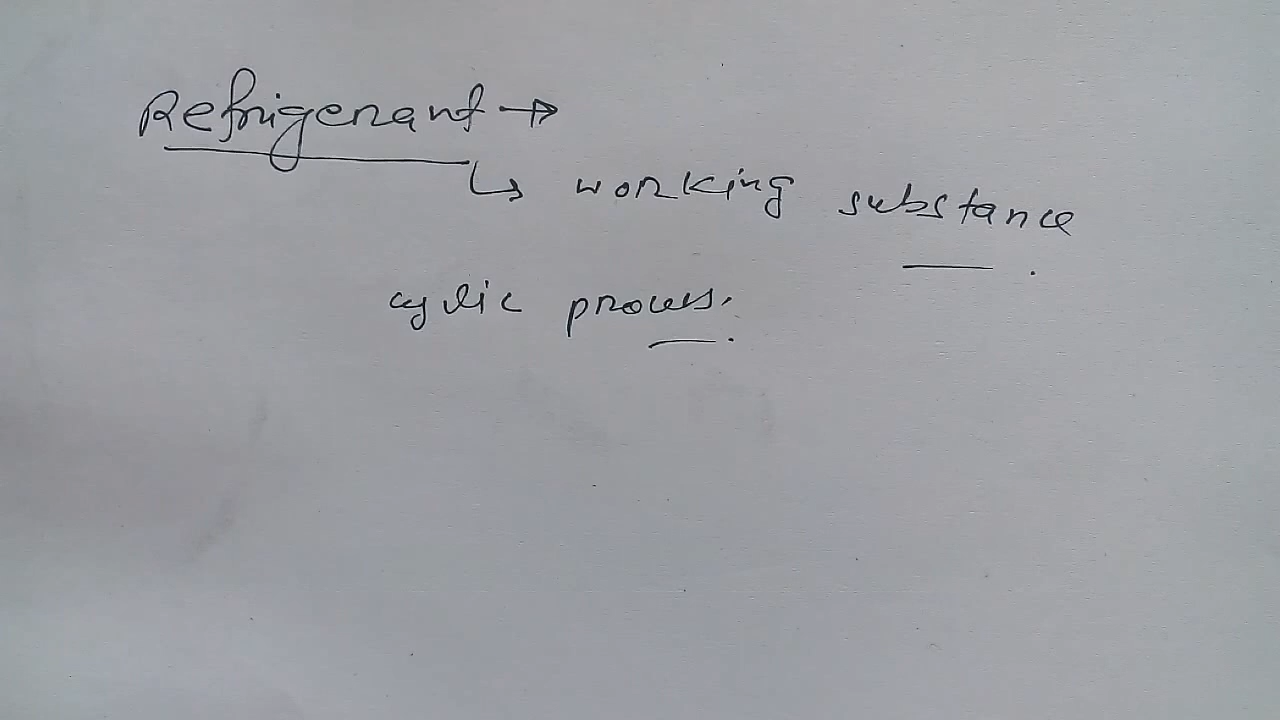 Refrigerant →
↳ working substance
cyclic process.